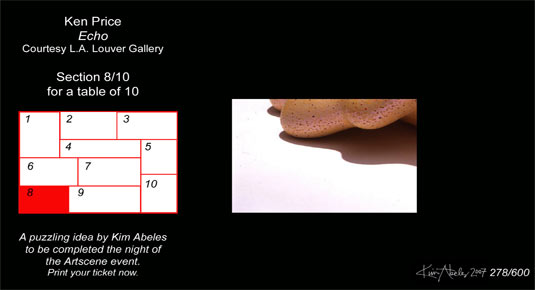 Ken Price
Echo
Courtesy L.A. Louver Gallery
Section 8/10
for a table of 10
1 2 3
4 5
6 7
8 9 10
A puzzling idea by Kim Abeles
to be completed the night of
the Artscene event.
Print your ticket now.
Kim Abeles 2007 278/600